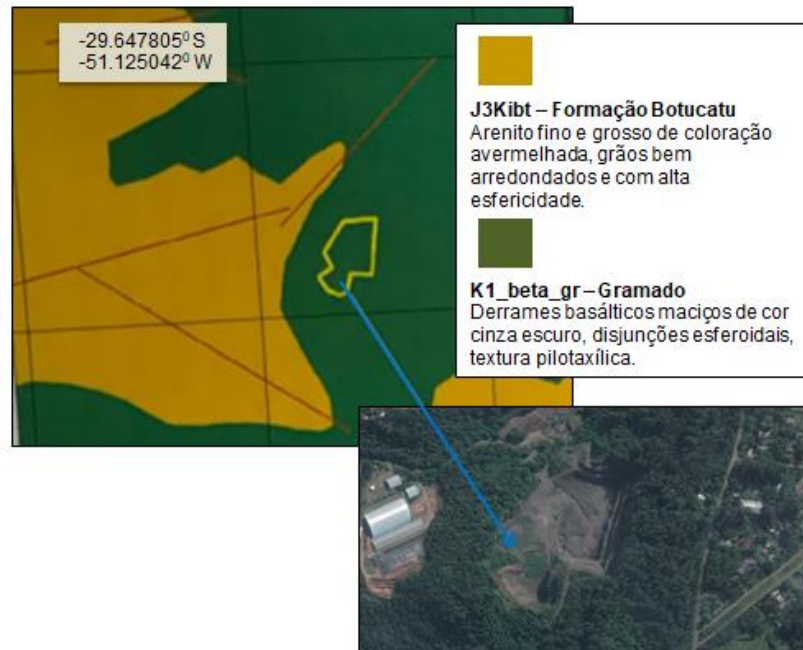 -29.647805⁰ S
-51.125042⁰ W
J3Kibt – Formação Botucatu
Arenito fino e grosso de coloração
avermelhada, grãos bem
arredondados e com alta
esfericidade.
K1_beta_gr – Gramado
Derrames basálticos maciços de cor
cinza escuro, disjunções esferoidais,
textura pilotaxílica.